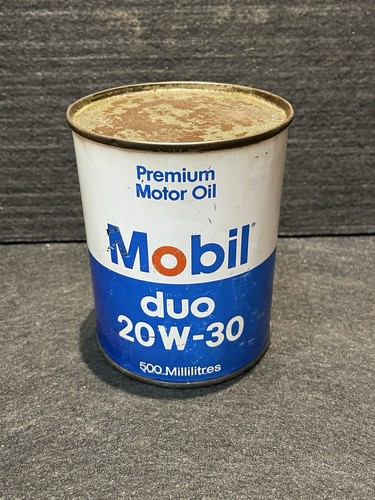 Premium
Motor Oil
Mobil
duo
20W-30
500 Millilitres